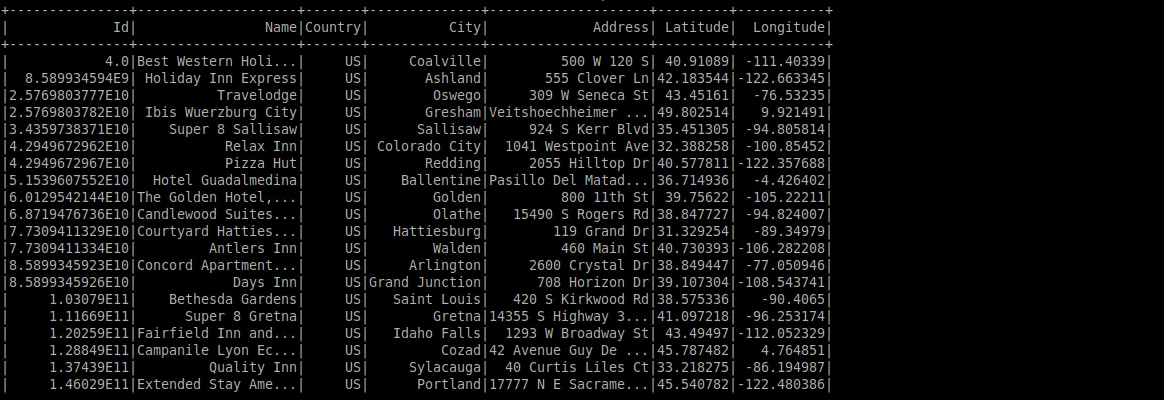 +---------------+--------------------+-------+--------------+--------------------+---------+-----------+
|             Id|                Name|Country|          City|             Address| Latitude|  Longitude|
+---------------+--------------------+-------+--------------+--------------------+---------+-----------+
|            4.0|Best Western Holi...|     US|     Coalville|         500 W 120 S| 40.91089| -111.40339|
|  8.589934594E9| Holiday Inn Express|     US|       Ashland|       555 Clover Ln|42.183544|-122.663345|
|2.5769803777E10|          Travelodge|     US|        Oswego|      309 W Seneca St| 43.45161|  -76.53235|
|2.5769803782E10| Ibis Wuerzburg City|     US|       Gresham|Veitshoechheimer ...|49.802514|   9.921491|
|3.4359738371E10|    Super 8 Sallisaw|     US|      Sallisaw|     924 S Kerr Blvd|35.451305| -94.805814|
|4.2949672962E10|           Relax Inn|     US| Colorado City|  1041 Westpoint Ave|32.388258| -100.85452|
|4.2949672967E10|           Pizza Hut|     US|       Redding|     2055 Hilltop Dr|40.577811|-122.357688|
|5.1539607552E10|  Hotel Guadalmedina|     US|    Ballentine|Pasillo Del Matad...|36.714936|  -4.426402|
|6.0129542144E10|The Golden Hotel,...|     US|        Golden|         800 11th St| 39.75622| -105.22211|
|6.8719476736E10|Candlewood Suites...|     US|        Olathe|    15490 S Rogers Rd|38.847727| -94.824007|
|7.7309411329E10|Courtyard Hatties...|     US|   Hattiesburg|        119 Grand Dr|31.329254|  -89.34979|
|7.7309411334E10|         Antlers Inn|     US|        Walden|         460 Main St|40.730393|-106.282208|
|8.5899345923E10|Concord Apartment...|     US|     Arlington|     2600 Crystal Dr|38.849447| -77.050946|
|8.5899345926E10|            Days Inn|     US|Grand Junction|      708 Horizon Dr|39.107304|-108.543741|
|     1.03079E11|    Bethesda Gardens|     US|   Saint Louis|    420 S Kirkwood Rd|38.575336|   -90.4065|
|     1.11669E11|      Super 8 Gretna|     US|        Gretna|14355 S Highway 3...|41.097218| -96.253174|
|     1.20259E11|Fairfield Inn and...|     US|   Idaho Falls|  1293 W Broadway St| 43.49497|-112.052329|
|     1.28849E11|Campanile Lyon Ec...|     US|         Cozad|42 Avenue Guy De ...|45.787482|   4.764851|
|     1.37439E11|         Quality Inn|     US|     Sylacauga|  40 Curtis Liles Ct|33.218275| -86.194987|
|     1.46029E11|Extended Stay Ame...|     US|      Portland|17777 N E Sacrame...|45.540782|-122.480386|